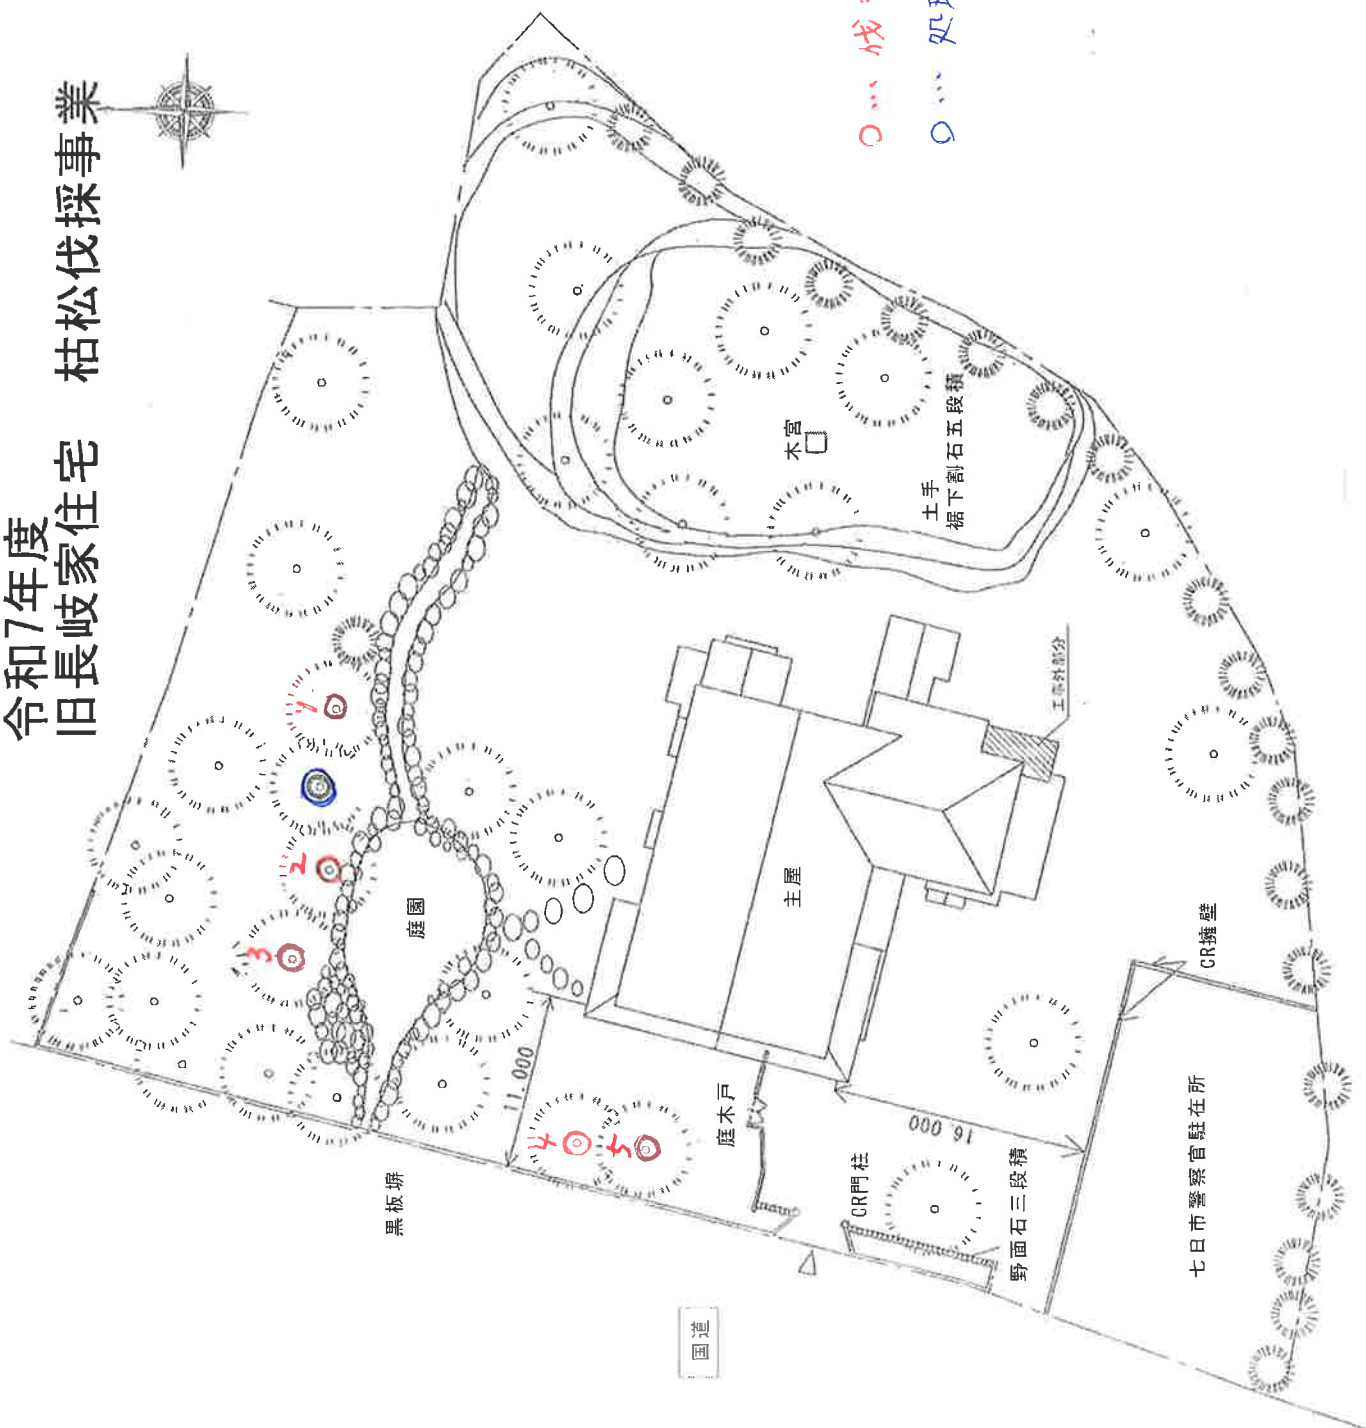 令和7年度
旧長岐家住宅　枯松伐採事業
○… 伐
○… 処
木宮
土手
裾下割石五段積
1
2
3
庭園
主屋
工事外部分
11.000
4
5
庭木戸
16.000
CR擁壁
黒板塀
CR門柱
野面石三段積
七日市警察官駐在所
国道